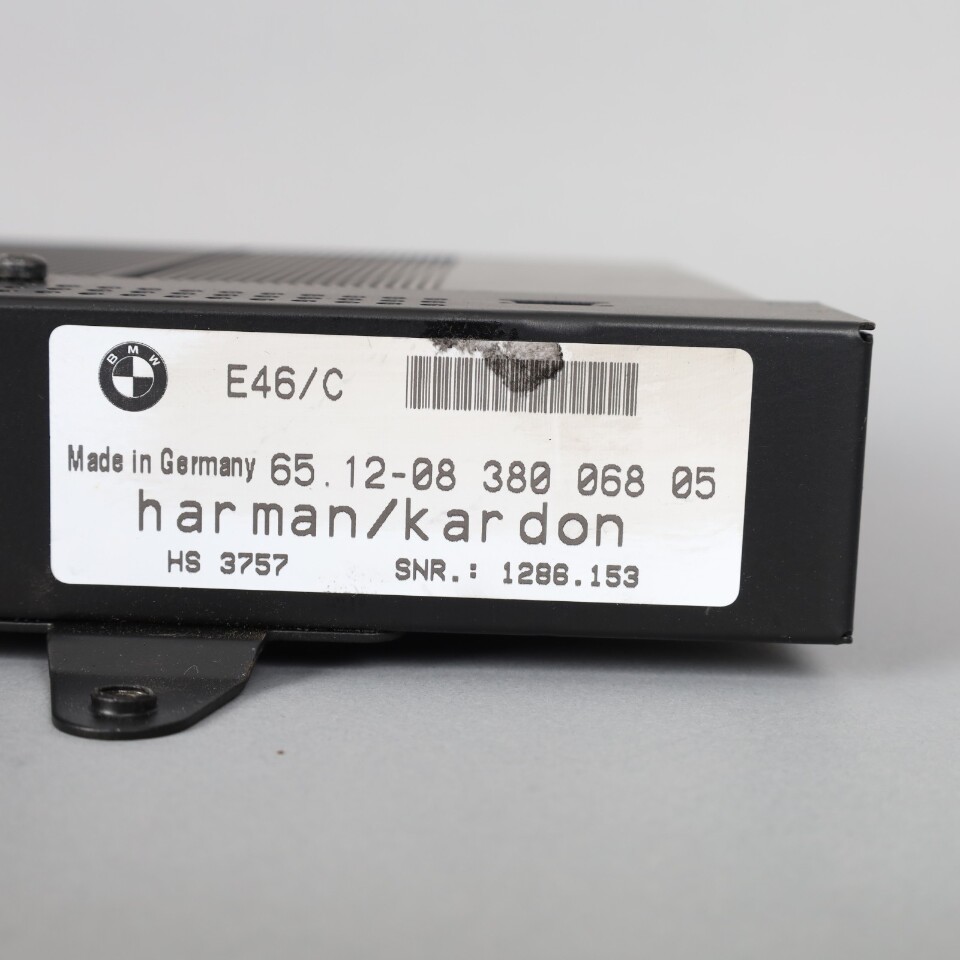 BMW E46/C
Made in Germany 65.12-08 380 068 05
harman/kardon
HS 3757 SNR.: 1286.153